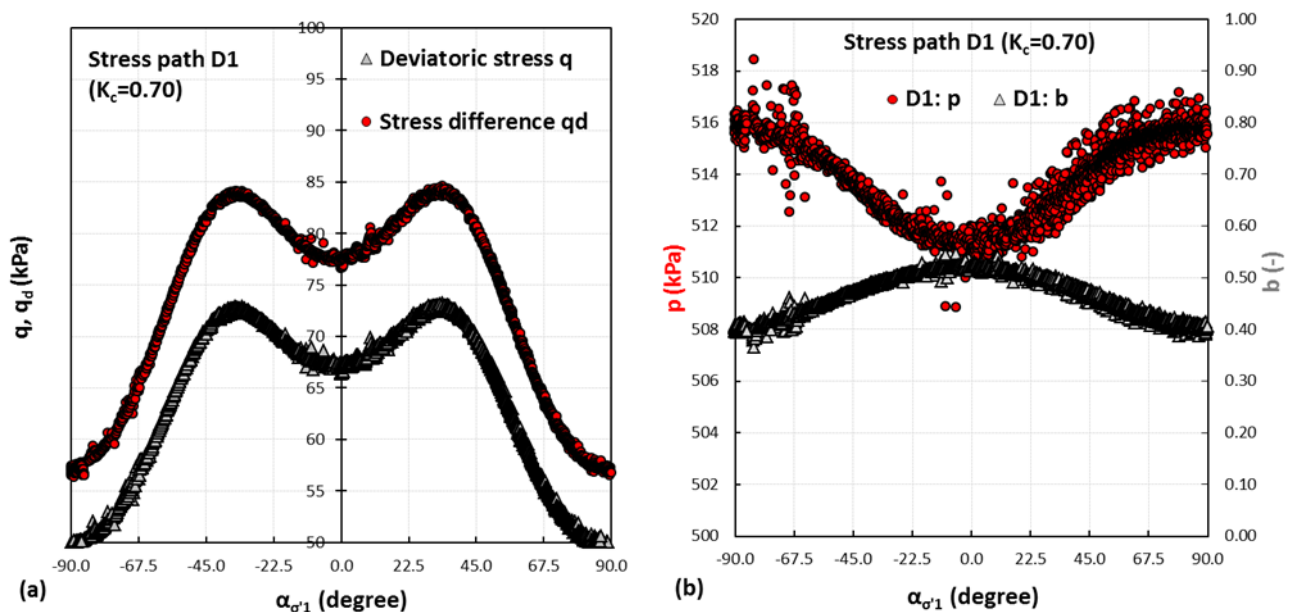 100
95
90
85
80
75
70
65
60
55
50
Stress path D1
(Kc=0.70)
Deviatoric stress q
Stress difference qd
q, qd (kPa)
-90.0 -67.5 -45.0 -22.5 0.0 22.5 45.0 67.5 90.0
(a)
ασ'1 (degree)
520
518
516
514
512
510
508
506
504
502
500
p (kPa)
Stress path D1 (Kc=0.70)
D1: p D1: b
1.00
0.90
0.80
0.70
0.60
0.50
0.40
0.30
0.20
0.10
0.00
b (-)
-90.0 -67.5 -45.0 -22.5 0.0 22.5 45.0 67.5 90.0
(b)
ασ'1 (degree)